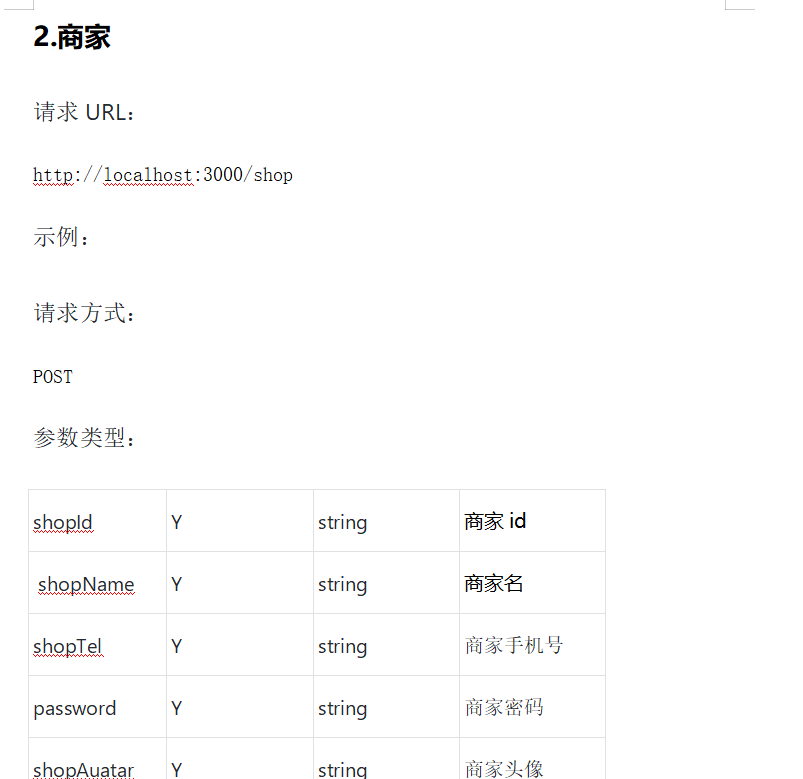 2.商家
请求 URL：
http://localhost:3000/shop
示例：
请求方式：
POST
参数类型：
shopId Y string 商家 id
shopName Y string 商家名
shopTel Y string 商家手机号
password Y string 商家密码
shopAuatar Y string 商家头像